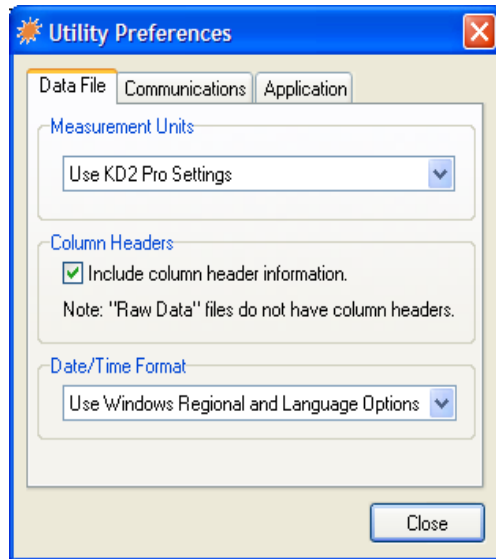 Utility Preferences
Data File Communications Application
Measurement Units
Use KD2 Pro Settings
Column Headers
Include column header information.
Note: "Raw Data" files do not have column headers.
Date/Time Format
Use Windows Regional and Language Options
Close